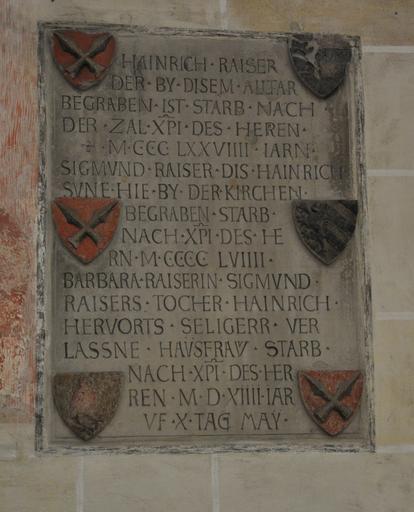 HAINRICH · RAISER
DER · BY · DISEM · ALTAR
BEGRABEN · IST · STARB · NACH
DER · ZAL · XPI · DES · HEREN ·
· M · CCC · LXXVIIII · IARN ·
SIGMVND · RAISER · DIS · HAINRICH
SVNE · HIE · BY · DER · KIRCHEN ·
BEGRABEN · STARB ·
NACH · XPI · DES · HE
RN · M · CCCC · LVIIII ·
BARBARA · RAISERIN · SIGMVND ·
RAISERS · TOCHER · HAINRICH ·
HERVORTS · SELIGERR · VER
LASSNE · HAVSFRAW · STARB ·
NACH · XPI · DES · HER
REN · M · D · XIIII · IAR
VF · X · TAG · MAY ·